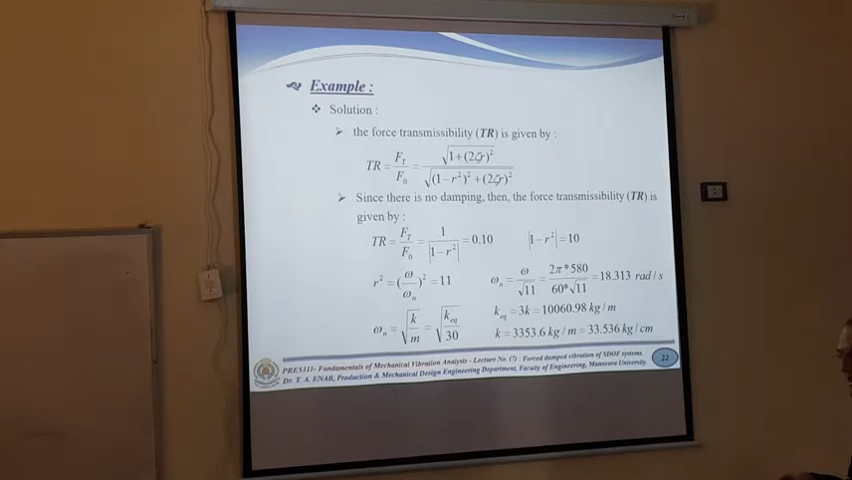 Example :
Solution :
the force transmissibility (TR) is given by :
TR = F_T / F_0 = √(1+(2ζr)²) / √((1−r²)²+(2ζr)²)
Since there is no damping, then, the force transmissibility (TR) is
given by :
TR = F_T / F_0 = 1 / |1−r²| = 0.10 |1−r²| = 10
r² = (ω/ω_n)² = 11 ω_n = ω/√11 = 2π*580 / 60*√11 = 18.313 rad/s
ω_n = √(k/m) = √(k_eq/30) k_eq = 3k = 10060.98 kg/m
k = 3353.6 kg/m = 33.536 kg/cm
PRE5333- Fundamentals of Mechanical Vibration Analysis - Lecture No. (7) : Forced damped vibration of SDOF systems.
Dr. T. A. ENAB, Production & Mechanical Design Engineering Department, Faculty of Engineering, Mansoura University.
22